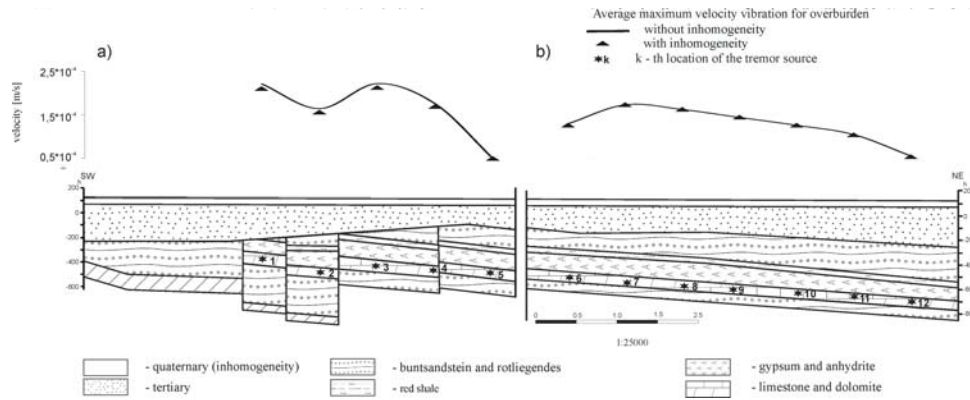 Average maximum velocity vibration for overburden
without inhomogeneity
with inhomogeneity
k - th location of the tremor source
a)
b)
velocity [m/s]
2,5*10⁻⁴
1,5*10⁻⁴
0,5*10⁻⁴
SW
NE
200
0
-200
-400
-600
1 2 3 4 5 6 7 8 9 10 11 12
0 0.5 1.0 1.5 2.0 2.5
1:25000
- quaternary (inhomogeneity)
- tertiary
- buntsandstein and rotliegendes
- red shale
- gypsum and anhydrite
- limestone and dolomite